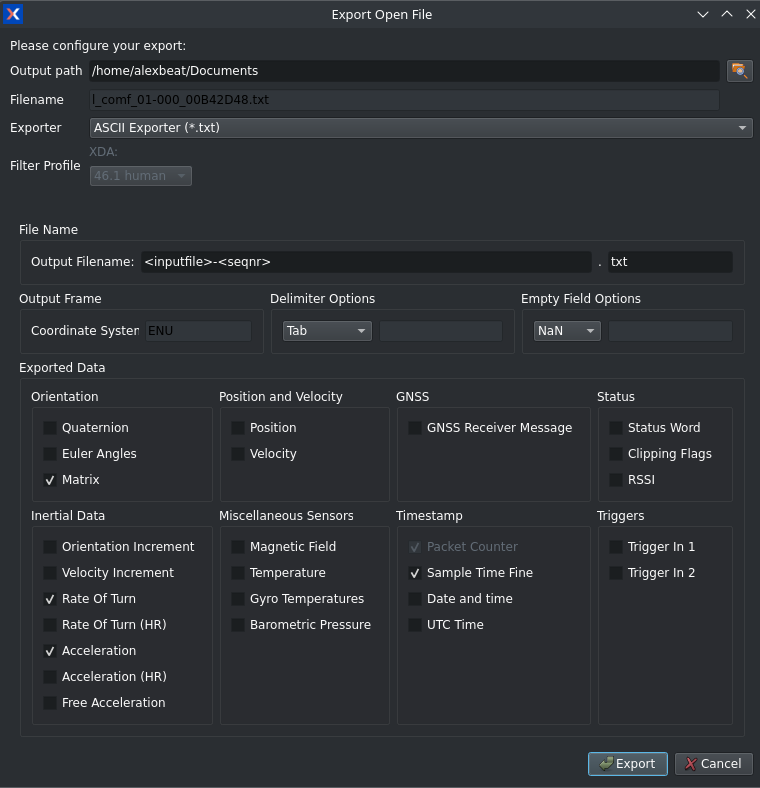 Export Open File
Please configure your export:
Output path /home/alexbeat/Documents
Filename l_comf_01-000_00B42D48.txt
Exporter ASCII Exporter (*.txt)
XDA:
Filter Profile
46.1 human
File Name
Output Filename: <inputfile>-<seqnr> . txt
Output Frame Delimiter Options Empty Field Options
Coordinate System ENU Tab NaN
Exported Data
Orientation Position and Velocity GNSS Status
Quaternion Position GNSS Receiver Message Status Word
Euler Angles Velocity Clipping Flags
Matrix RSSI
Inertial Data Miscellaneous Sensors Timestamp Triggers
Orientation Increment Magnetic Field Packet Counter Trigger In 1
Velocity Increment Temperature Sample Time Fine Trigger In 2
Rate Of Turn Gyro Temperatures Date and time
Rate Of Turn (HR) Barometric Pressure UTC Time
Acceleration
Acceleration (HR)
Free Acceleration
Export Cancel